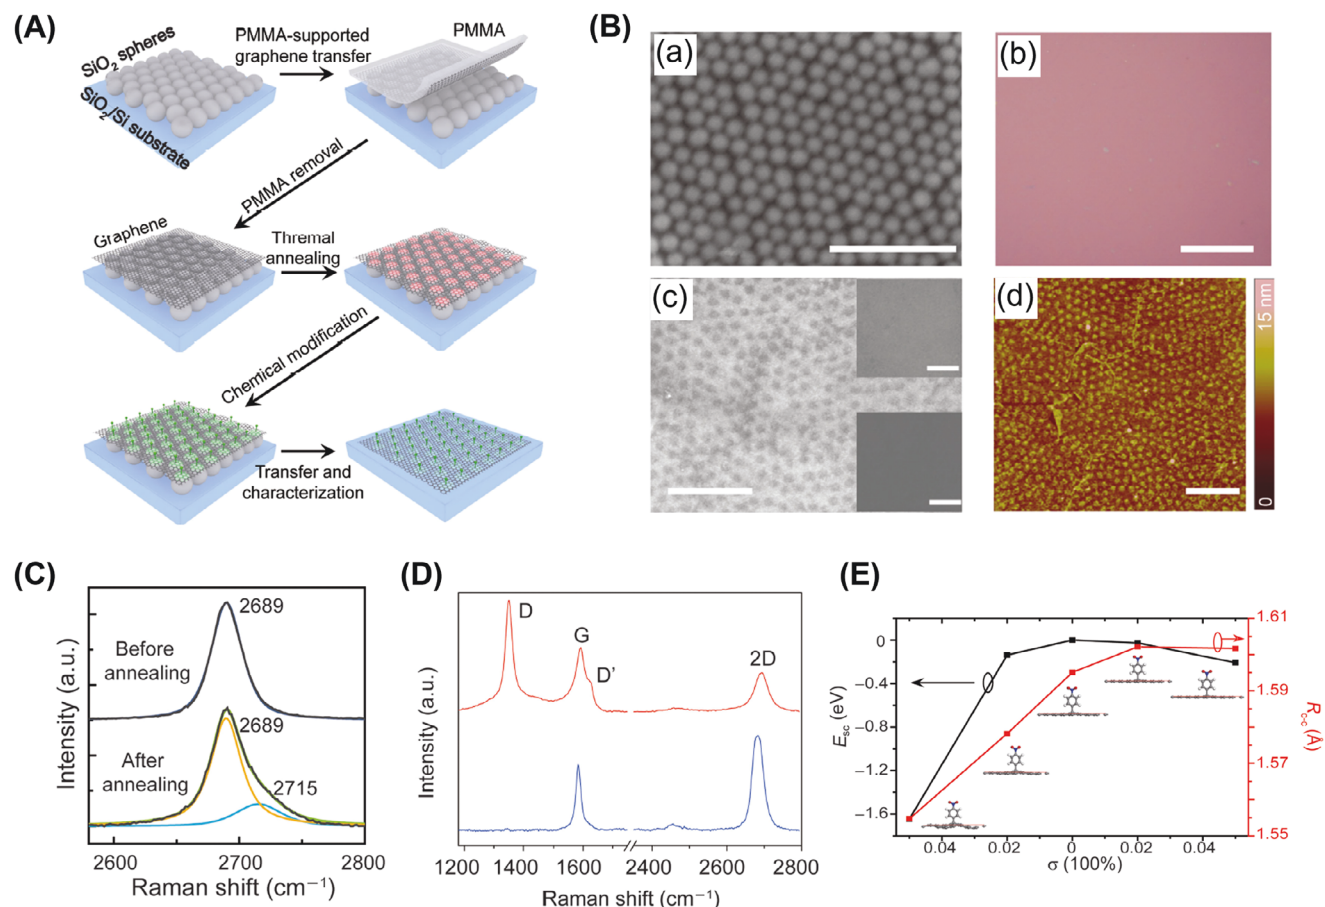 (A)
SiO2 spheres
SiO2/Si substrate
PMMA-supported
graphene transfer
PMMA
PMMA removal
Graphene
Thremal
annealing
Chemical modification
Transfer and
characterization
(B)
(a)
(b)
(c)
(d)
15 nm
0
(C)
Intensity (a.u.)
2689
Before
annealing
2689
After
annealing
2715
2600
2700
2800
Raman shift (cm−1)
(D)
Intensity (a.u.)
D
G
D'
2D
1200
1400
1600
2400
2600
2800
Raman shift (cm−1)
(E)
Esc (eV)
0
−0.4
−0.8
−1.2
−1.6
0.04
0.02
0
0.02
0.04
σ (100%)
1.61
1.59
1.57
1.55
Rc-c (Å)